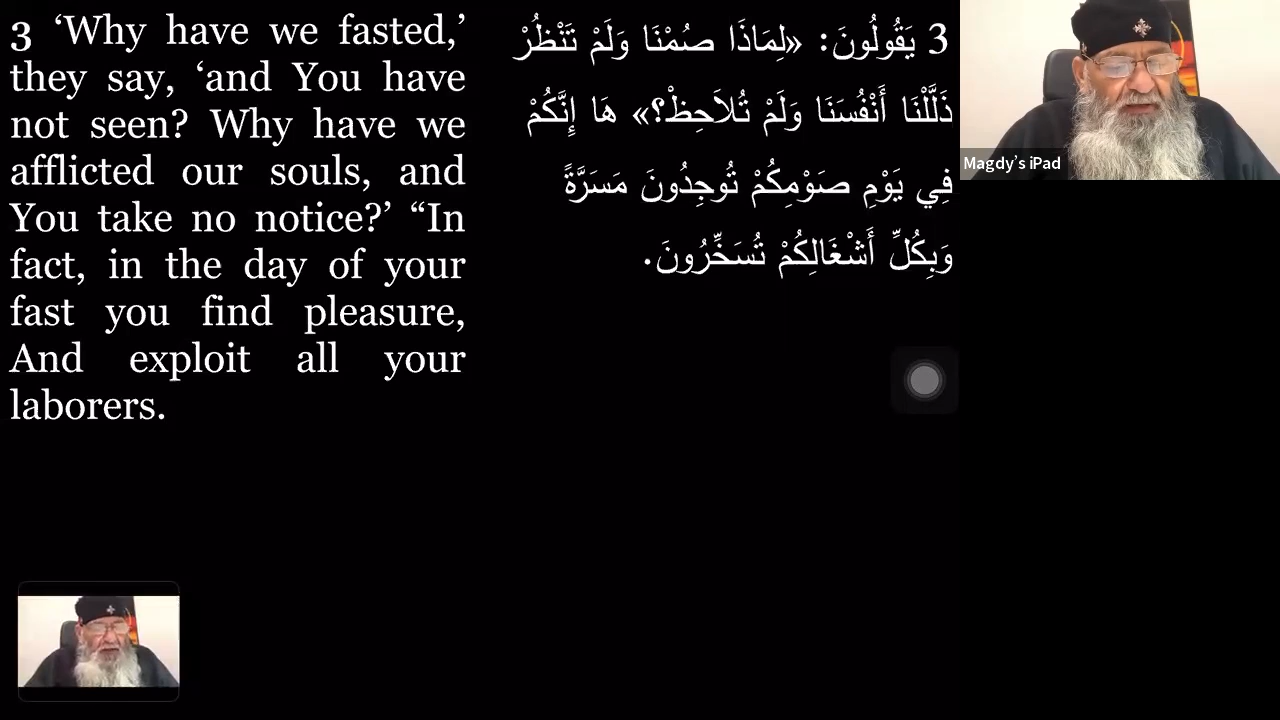 3 ‘Why have we fasted,’
they say, ‘and You have
not seen? Why have we
afflicted our souls, and
You take no notice?’ “In
fact, in the day of your
fast you find pleasure,
And exploit all your
laborers.
3 يَقُولُونَ: «لِمَاذَا صُمْنَا وَلَمْ تَنْظُرْ
ذَلَّلْنَا أَنْفُسَنَا وَلَمْ تُلاَحِظْ؟» هَا إِنَّكُمْ
فِي يَوْمِ صَوْمِكُمْ تُوجِدُونَ مَسَرَّةً
وَبِكُلِّ أَشْغَالِكُمْ تُسَخِّرُونَ.
Magdy’s iPad